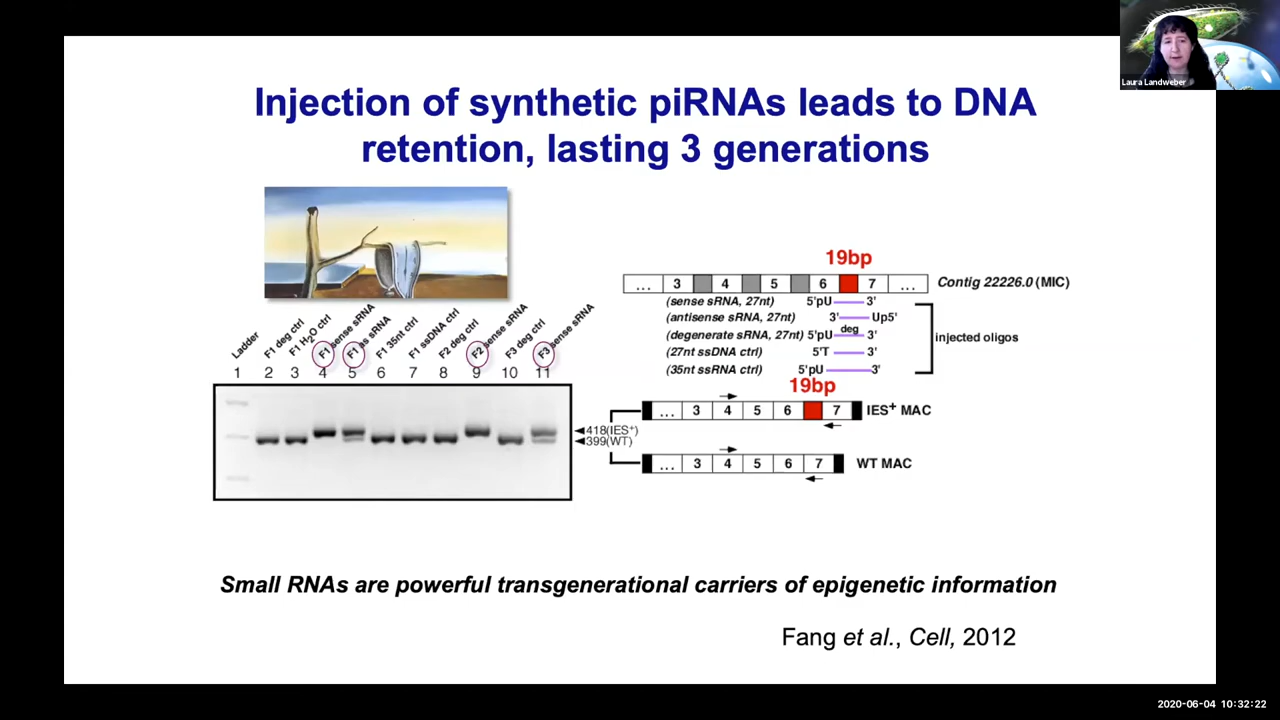 Laura Landweber
Injection of synthetic piRNAs leads to DNA
retention, lasting 3 generations
Ladder
F1 deg ctrl
F1 H2O ctrl
F1 sense sRNA
F1 as sRNA
F1 35nt ctrl
F1 ssDNA ctrl
F2 deg ctrl
F2 sense sRNA
F3 deg ctrl
F3 sense sRNA
1 2 3 4 5 6 7 8 9 10 11
418(IES+)
399(WT)
19bp
... 3 4 5 6 7 ... Contig 22226.0 (MIC)
(sense sRNA, 27nt) 5'pU 3'
(antisense sRNA, 27nt) 3' Up5'
(degenerate sRNA, 27nt) 5'pU deg 3'
(27nt ssDNA ctrl) 5'T 3'
(35nt ssRNA ctrl) 5'pU 3'
injected oligos
19bp
... 3 4 5 6 7 IES+ MAC
... 3 4 5 6 7 WT MAC
Small RNAs are powerful transgenerational carriers of epigenetic information
Fang et al., Cell, 2012
2020-06-04 10:32:22